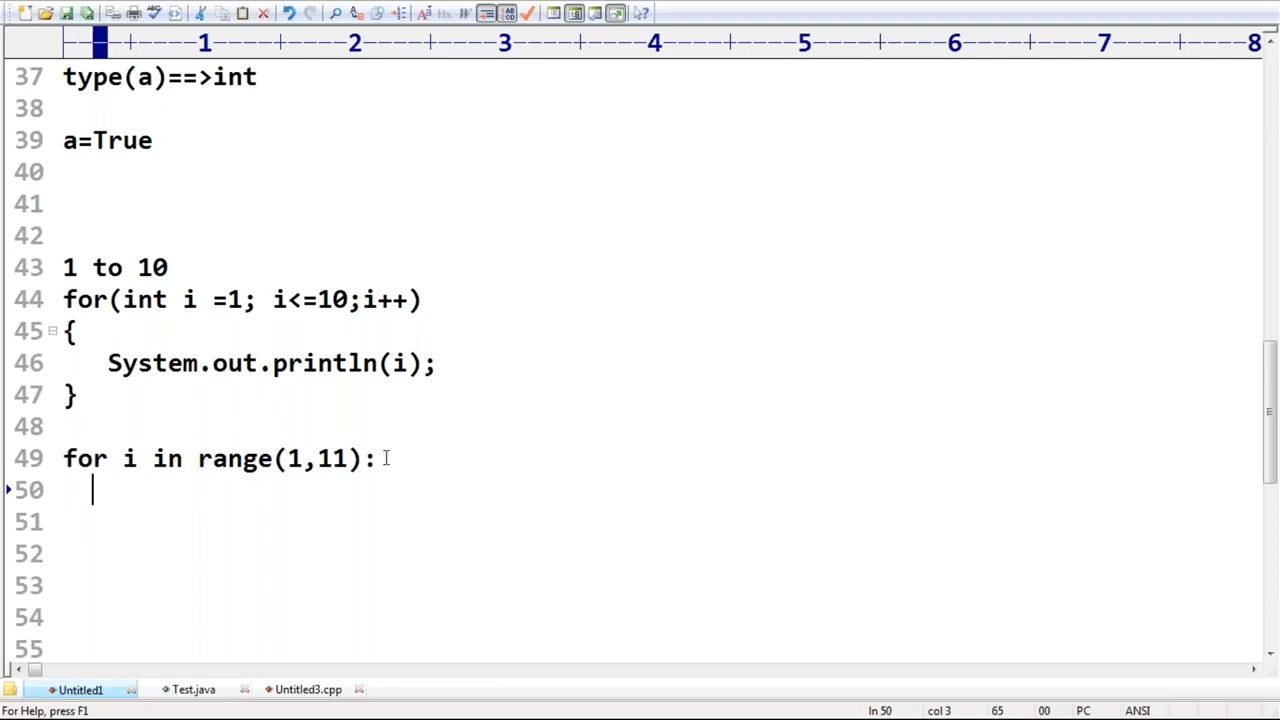 1 2 3 4 5 6 7 8
37 type(a)==>int
38
39 a=True
40
41
42
43 1 to 10
44 for(int i =1; i<=10;i++)
45 {
46 System.out.println(i);
47 }
48
49 for i in range(1,11):
50
51
52
53
54
55
Untitled1 Test.java Untitled3.cpp
For Help, press F1 ln 50 col 3 65 00 PC ANSI